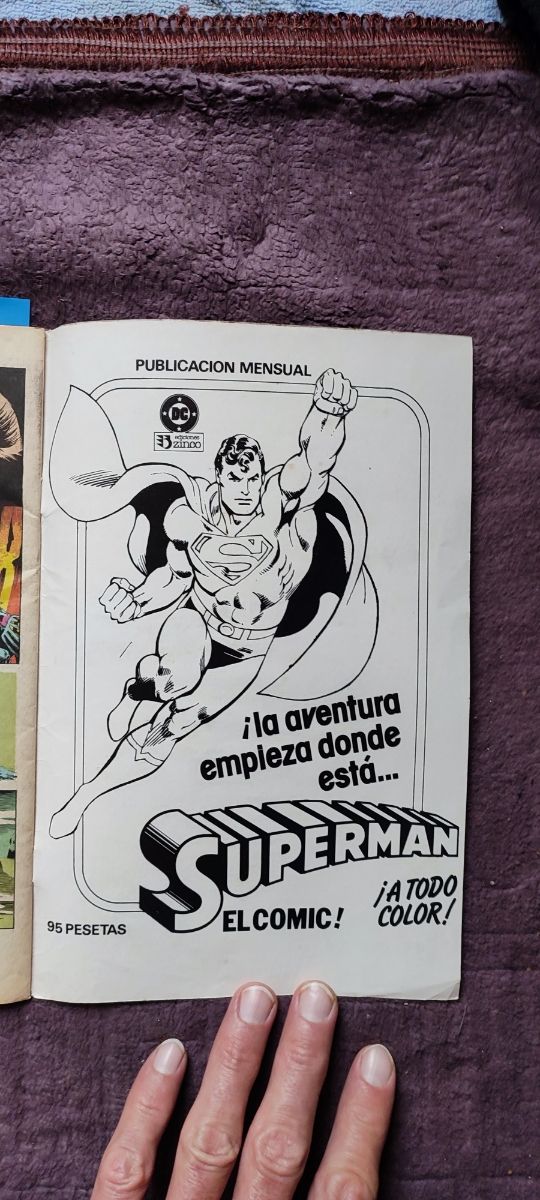 PUBLICACION MENSUAL
DC
ediciones
zinco
S
¡la aventura
empieza donde
está...
SUPERMAN
EL COMIC!
¡A TODO
COLOR!
95 PESETAS